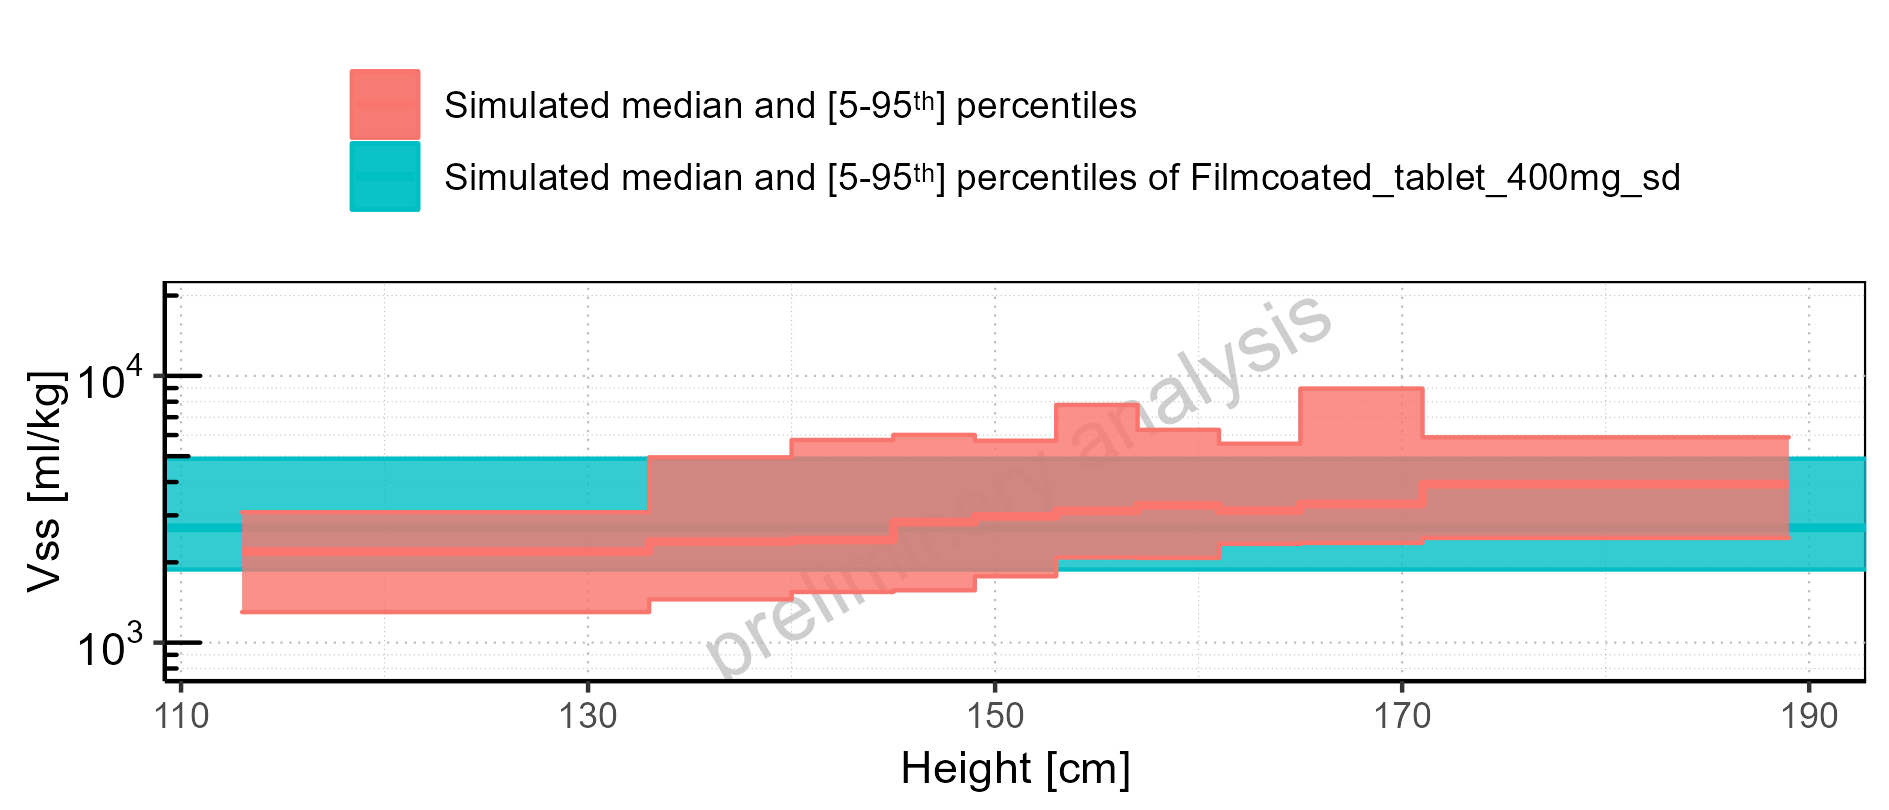 Simulated median and [5-95th] percentiles
Simulated median and [5-95th] percentiles of Filmcoated_tablet_400mg_sd
preliminary analysis
Vss [ml/kg]
10^4
10^3
110 130 150 170 190
Height [cm]